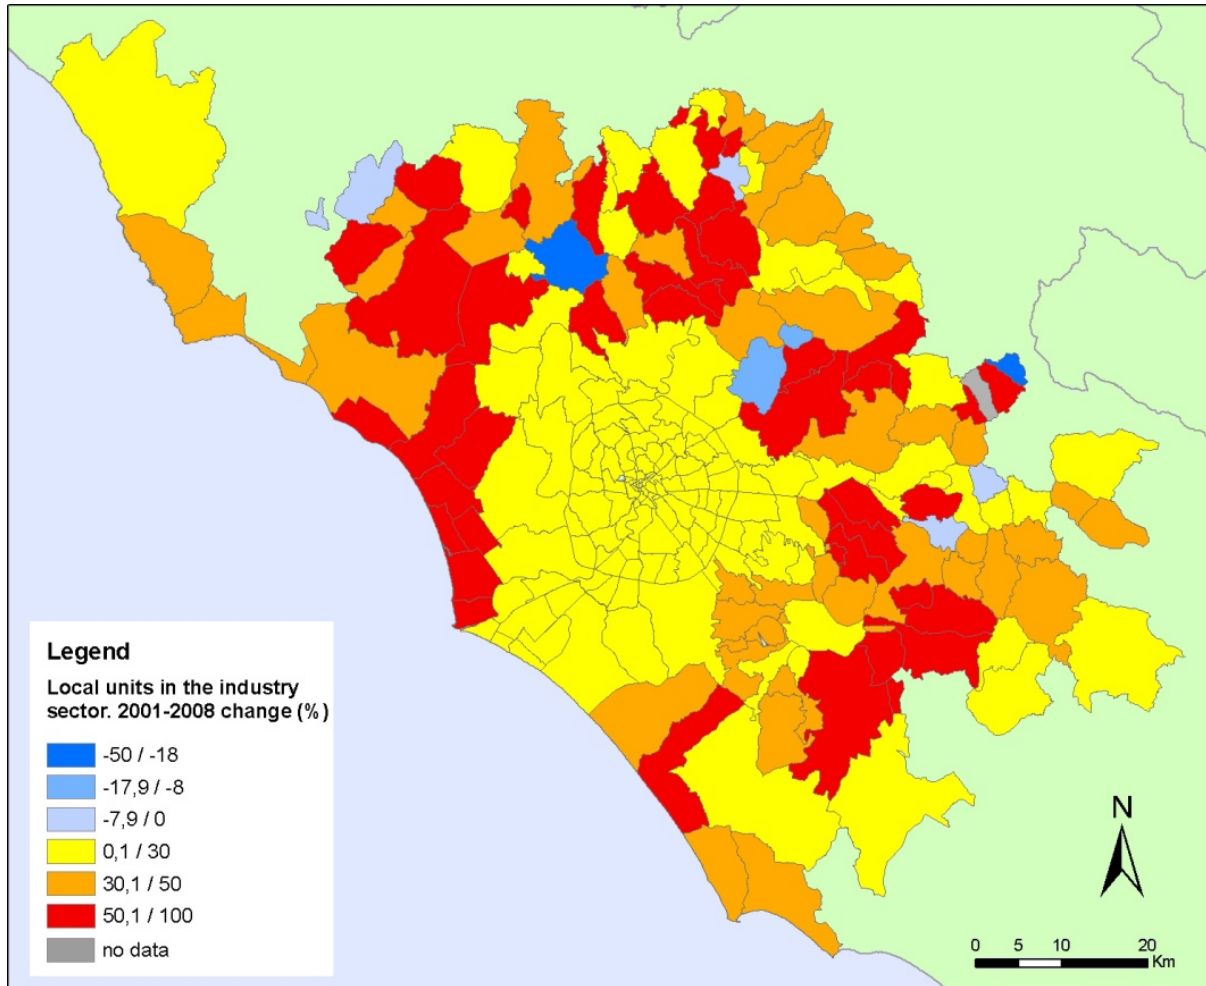 Legend
Local units in the industry
sector. 2001-2008 change (%)
-50 / -18
-17,9 / -8
-7,9 / 0
0,1 / 30
30,1 / 50
50,1 / 100
no data
N
0 5 10 20
Km